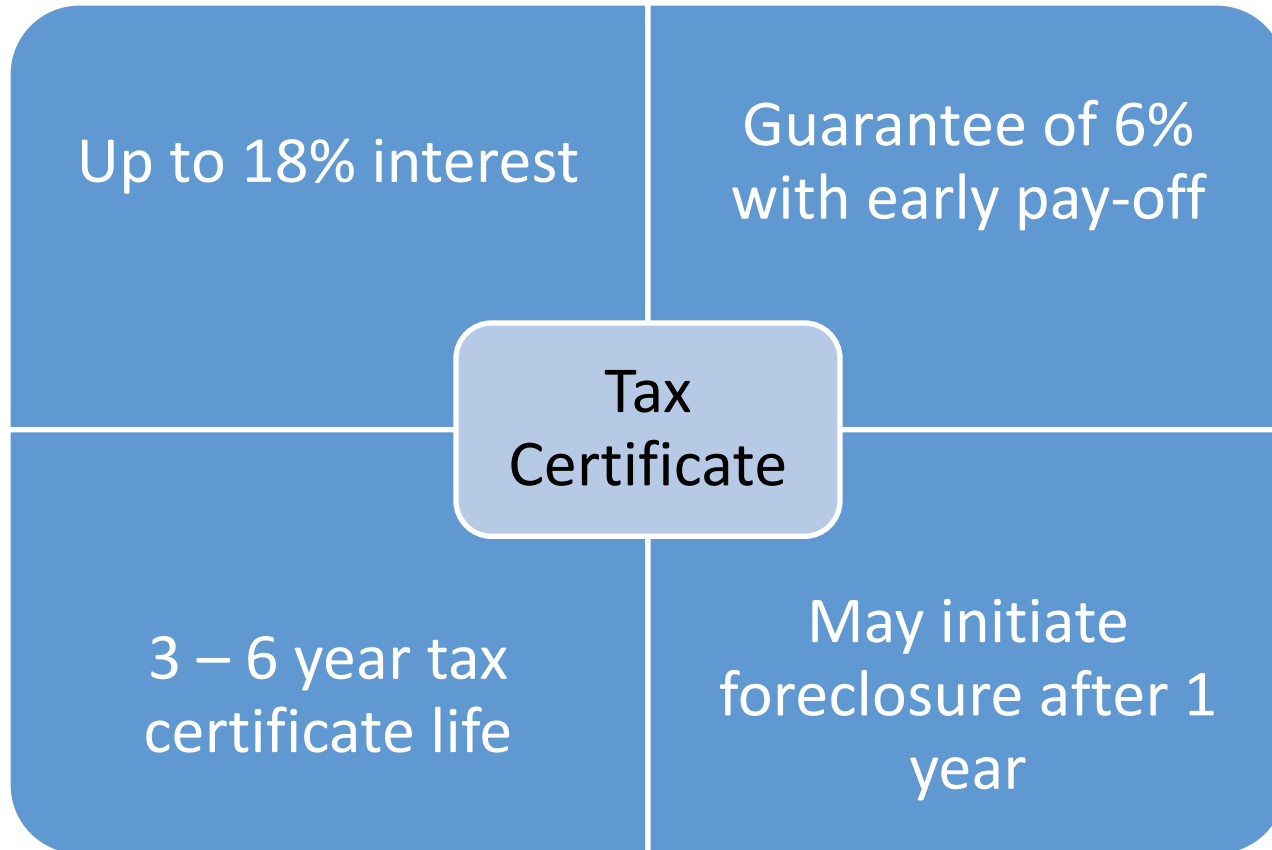 Up to 18% interest
Guarantee of 6%
with early pay-off
Tax
Certificate
3 – 6 year tax
certificate life
May initiate
foreclosure after 1
year